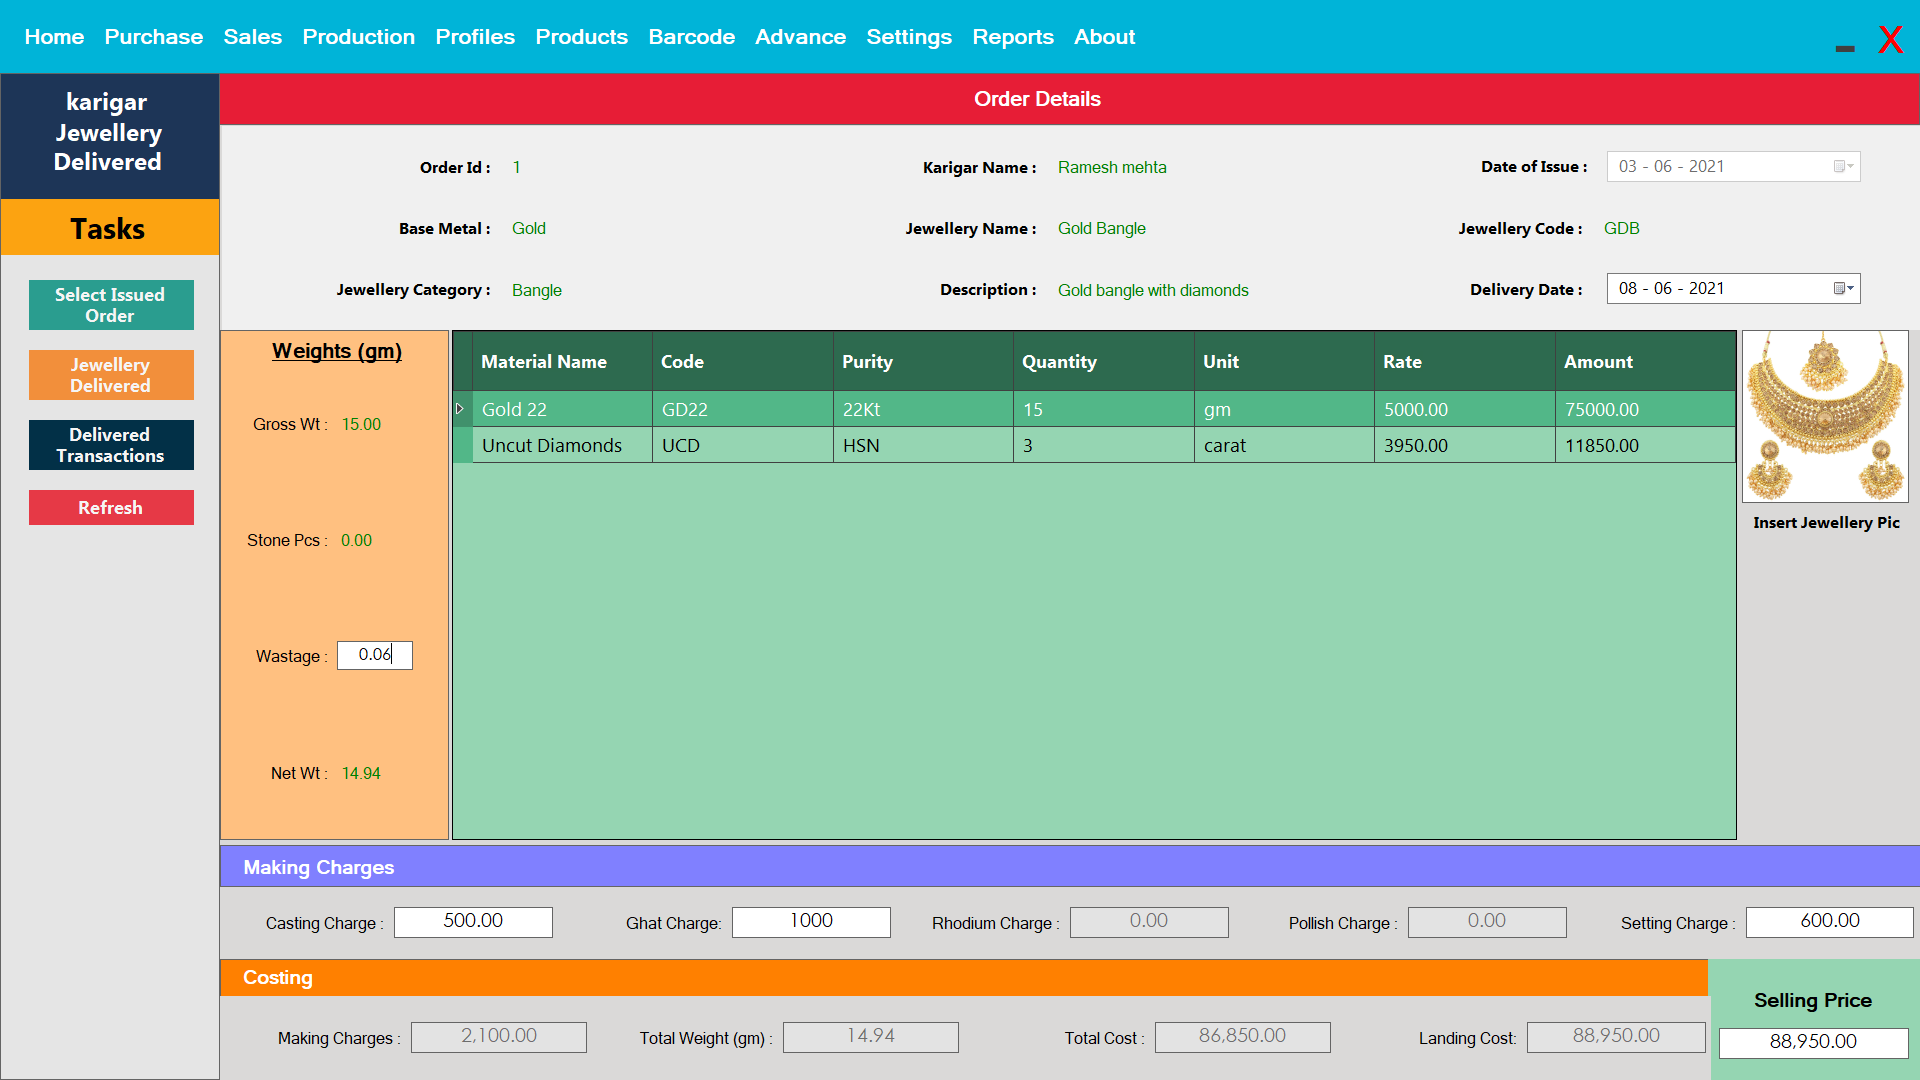 Home Purchase Sales Production Profiles Products Barcode Advance Settings Reports About
X
karigar
Jewellery
Delivered
Tasks
Select Issued
Order
Jewellery
Delivered
Delivered
Transactions
Refresh
Order Details
Order Id : 1 Karigar Name : Ramesh mehta Date of Issue : 03 - 06 - 2021
Base Metal : Gold Jewellery Name : Gold Bangle Jewellery Code : GDB
Jewellery Category : Bangle Description : Gold bangle with diamonds Delivery Date : 08 - 06 - 2021
Weights (gm)
Gross Wt : 15.00
Stone Pcs : 0.00
Wastage : 0.06
Net Wt : 14.94
Material Name Code Purity Quantity Unit Rate Amount
Gold 22 GD22 22Kt 15 gm 5000.00 75000.00
Uncut Diamonds UCD HSN 3 carat 3950.00 11850.00
Insert Jewellery Pic
Making Charges
Casting Charge : 500.00 Ghat Charge: 1000 Rhodium Charge : 0.00 Pollish Charge : 0.00 Setting Charge : 600.00
Costing
Making Charges : 2,100.00 Total Weight (gm) : 14.94 Total Cost : 86,850.00 Landing Cost: 88,950.00
Selling Price
88,950.00